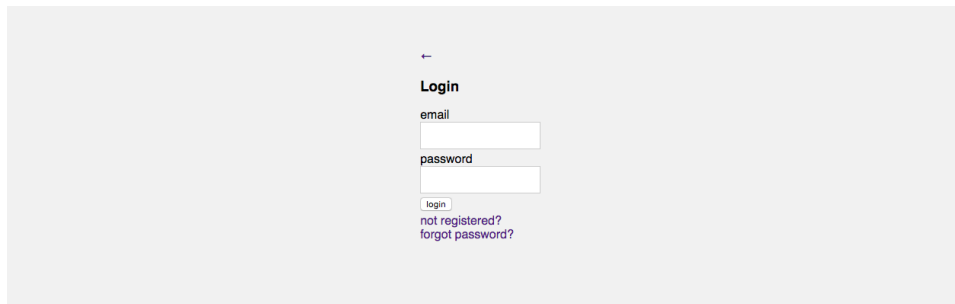 ←
Login
email
password
login
not registered?
forgot password?